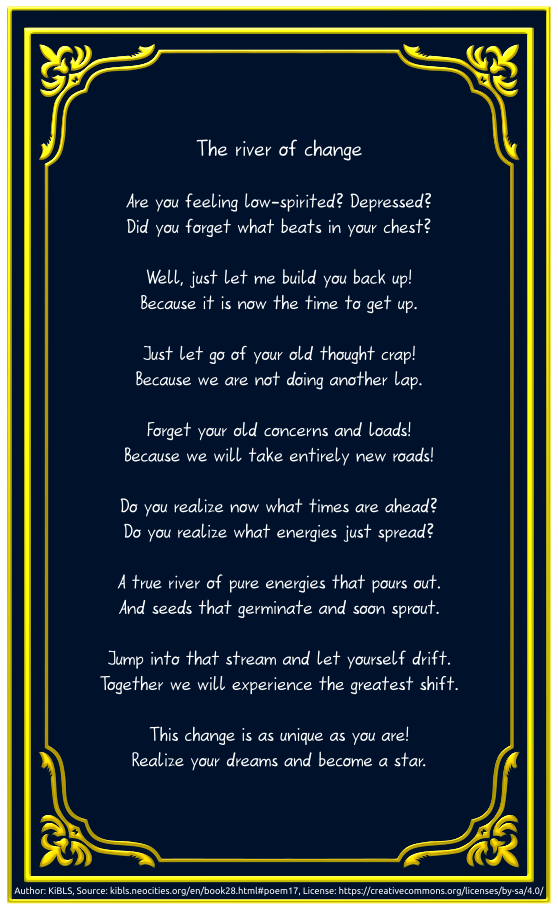 The river of change
Are you feeling low-spirited? Depressed?
Did you forget what beats in your chest?
Well, just let me build you back up!
Because it is now the time to get up.
Just let go of your old thought crap!
Because we are not doing another lap.
Forget your old concerns and loads!
Because we will take entirely new roads!
Do you realize now what times are ahead?
Do you realize what energies just spread?
A true river of pure energies that pours out.
And seeds that germinate and soon sprout.
Jump into that stream and let yourself drift.
Together we will experience the greatest shift.
This change is as unique as you are!
Realize your dreams and become a star.
Author: KiBLS, Source: kibls.neocities.org/en/book28.html#poem17, License: https://creativecommons.org/licenses/by-sa/4.0/